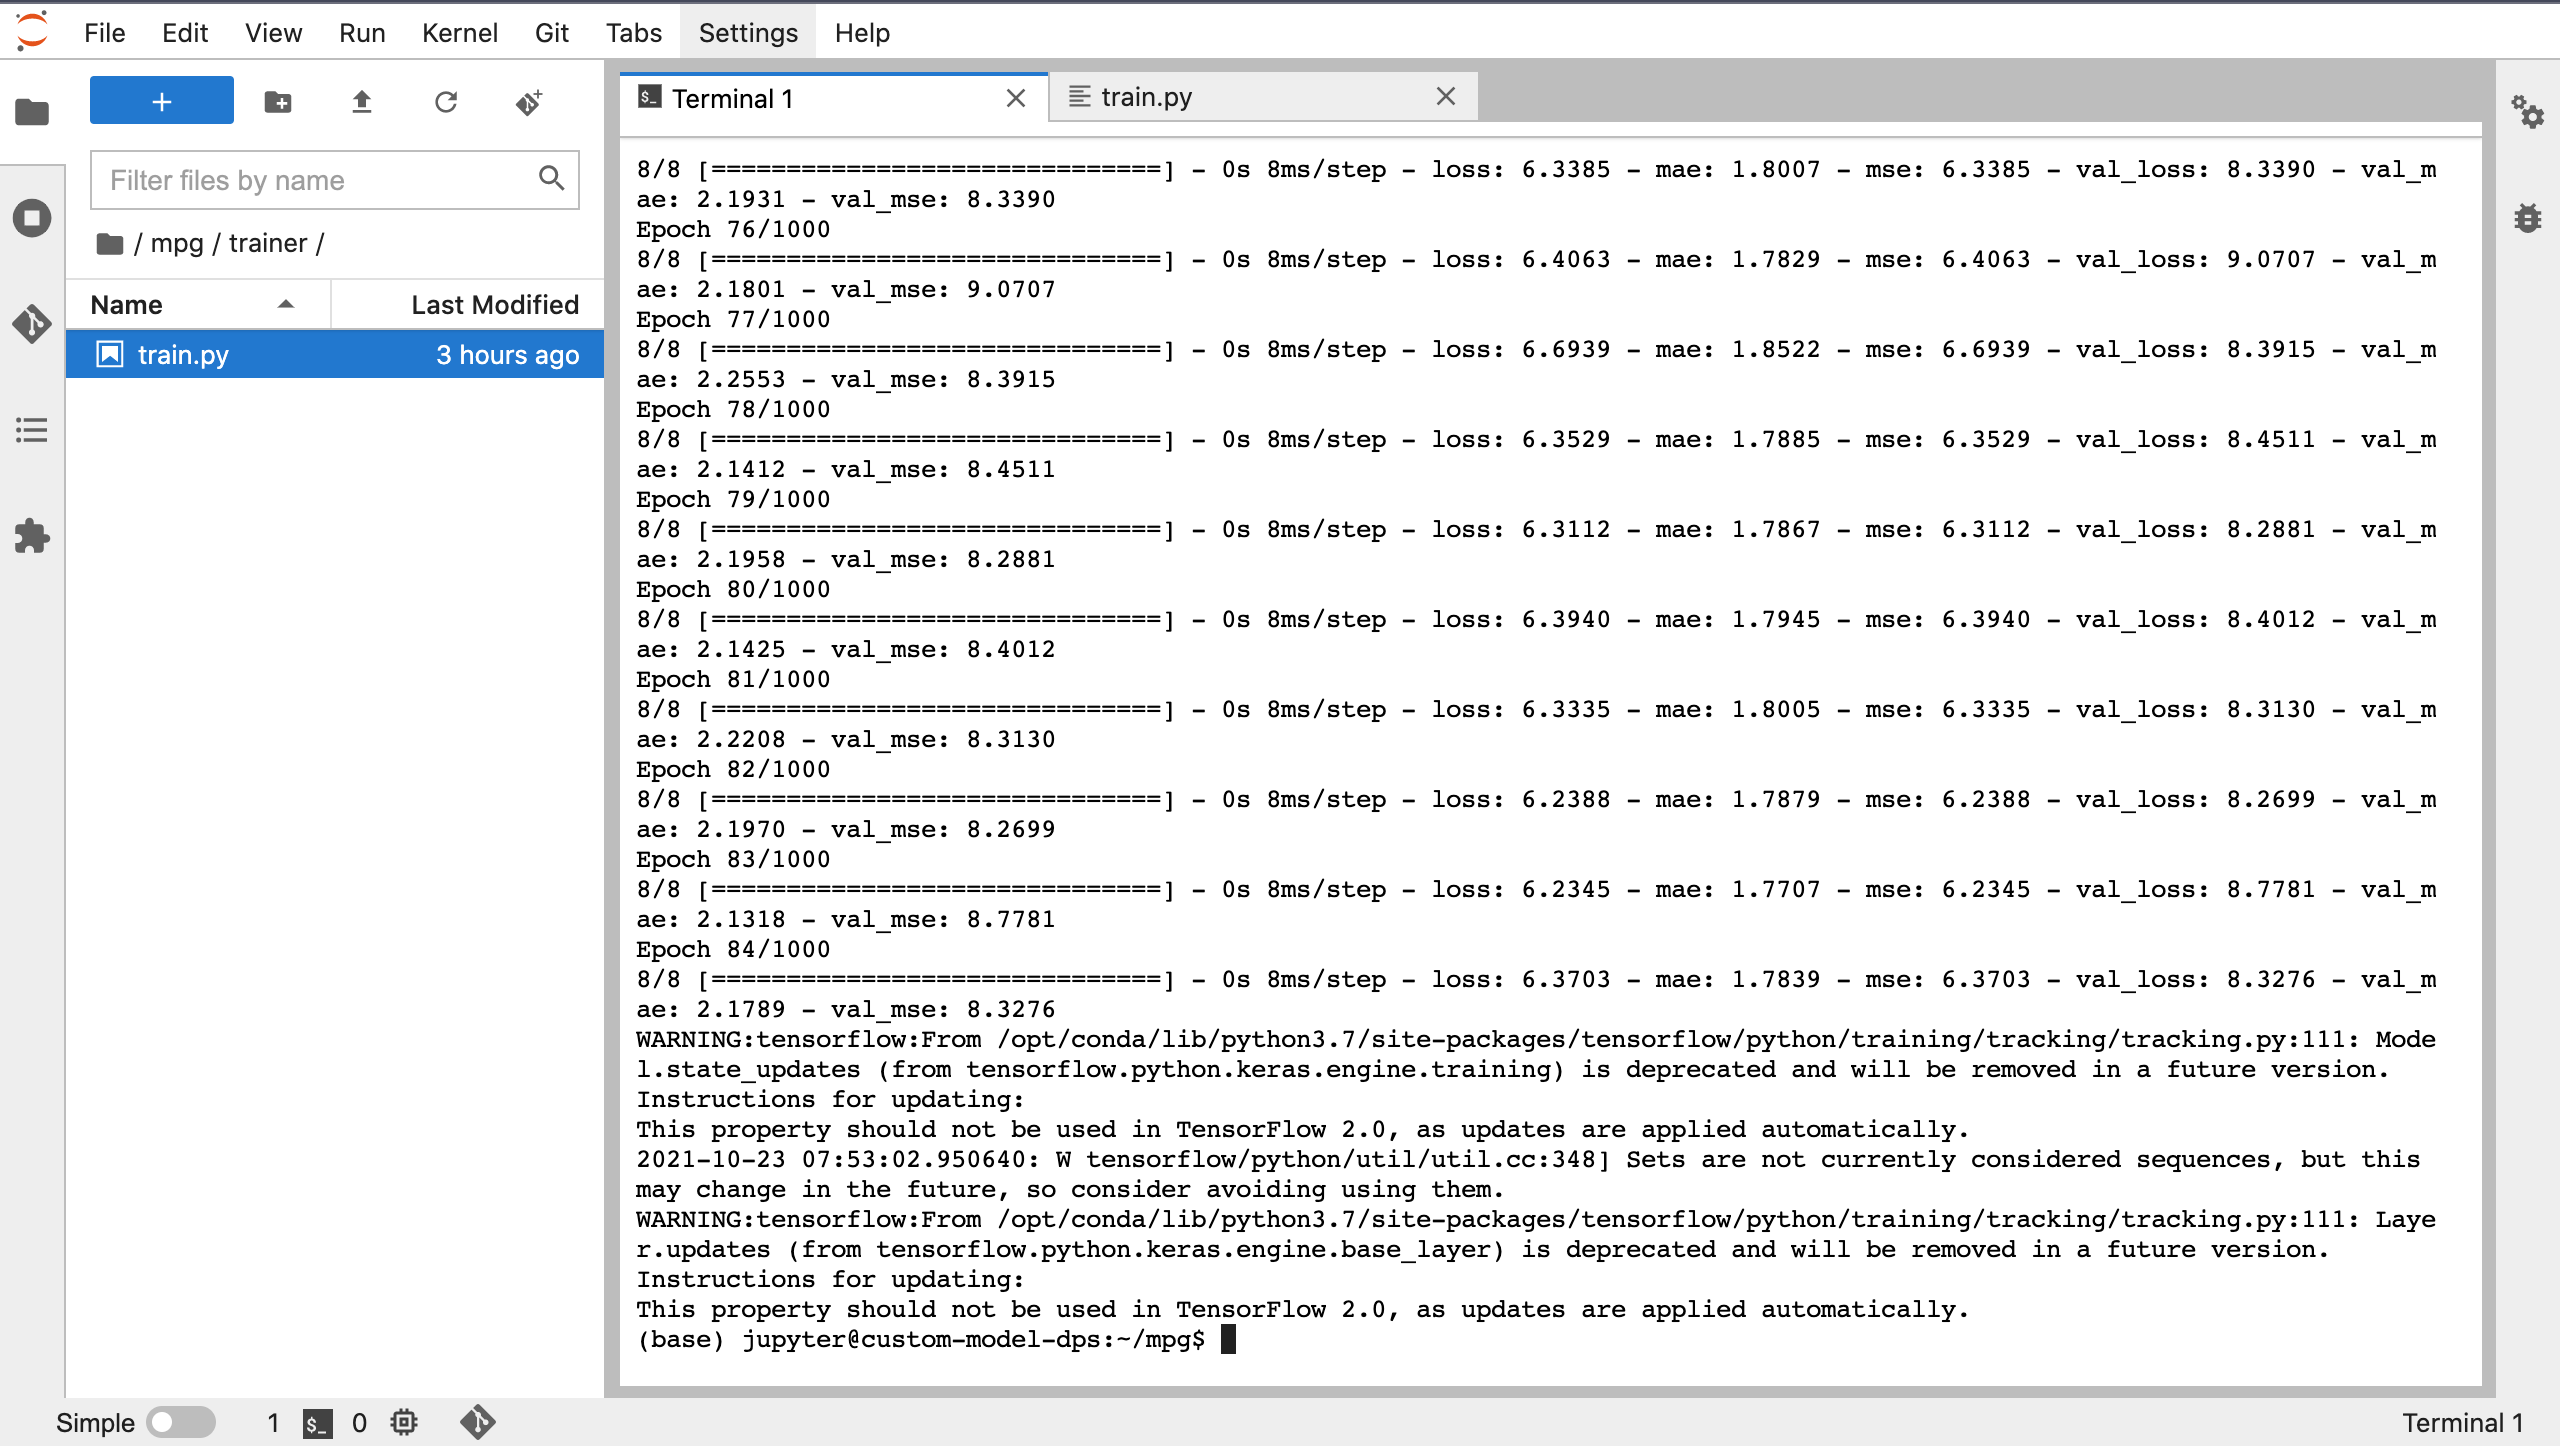 File Edit View Run Kernel Git Tabs Settings Help
+
Filter files by name
/ mpg / trainer /
Name Last Modified
train.py 3 hours ago
$_ Terminal 1
train.py
8/8 [==============================] - 0s 8ms/step - loss: 6.3385 - mae: 1.8007 - mse: 6.3385 - val_loss: 8.3390 - val_m
ae: 2.1931 - val_mse: 8.3390
Epoch 76/1000
8/8 [==============================] - 0s 8ms/step - loss: 6.4063 - mae: 1.7829 - mse: 6.4063 - val_loss: 9.0707 - val_m
ae: 2.1801 - val_mse: 9.0707
Epoch 77/1000
8/8 [==============================] - 0s 8ms/step - loss: 6.6939 - mae: 1.8522 - mse: 6.6939 - val_loss: 8.3915 - val_m
ae: 2.2553 - val_mse: 8.3915
Epoch 78/1000
8/8 [==============================] - 0s 8ms/step - loss: 6.3529 - mae: 1.7885 - mse: 6.3529 - val_loss: 8.4511 - val_m
ae: 2.1412 - val_mse: 8.4511
Epoch 79/1000
8/8 [==============================] - 0s 8ms/step - loss: 6.3112 - mae: 1.7867 - mse: 6.3112 - val_loss: 8.2881 - val_m
ae: 2.1958 - val_mse: 8.2881
Epoch 80/1000
8/8 [==============================] - 0s 8ms/step - loss: 6.3940 - mae: 1.7945 - mse: 6.3940 - val_loss: 8.4012 - val_m
ae: 2.1425 - val_mse: 8.4012
Epoch 81/1000
8/8 [==============================] - 0s 8ms/step - loss: 6.3335 - mae: 1.8005 - mse: 6.3335 - val_loss: 8.3130 - val_m
ae: 2.2208 - val_mse: 8.3130
Epoch 82/1000
8/8 [==============================] - 0s 8ms/step - loss: 6.2388 - mae: 1.7879 - mse: 6.2388 - val_loss: 8.2699 - val_m
ae: 2.1970 - val_mse: 8.2699
Epoch 83/1000
8/8 [==============================] - 0s 8ms/step - loss: 6.2345 - mae: 1.7707 - mse: 6.2345 - val_loss: 8.7781 - val_m
ae: 2.1318 - val_mse: 8.7781
Epoch 84/1000
8/8 [==============================] - 0s 8ms/step - loss: 6.3703 - mae: 1.7839 - mse: 6.3703 - val_loss: 8.3276 - val_m
ae: 2.1789 - val_mse: 8.3276
WARNING:tensorflow:From /opt/conda/lib/python3.7/site-packages/tensorflow/python/training/tracking/tracking.py:111: Mode
l.state_updates (from tensorflow.python.keras.engine.training) is deprecated and will be removed in a future version.
Instructions for updating:
This property should not be used in TensorFlow 2.0, as updates are applied automatically.
2021-10-23 07:53:02.950640: W tensorflow/python/util/util.cc:348] Sets are not currently considered sequences, but this
may change in the future, so consider avoiding using them.
WARNING:tensorflow:From /opt/conda/lib/python3.7/site-packages/tensorflow/python/training/tracking/tracking.py:111: Laye
r.updates (from tensorflow.python.keras.engine.base_layer) is deprecated and will be removed in a future version.
Instructions for updating:
This property should not be used in TensorFlow 2.0, as updates are applied automatically.
(base) jupyter@custom-model-dps:~/mpg$
Simple 1 $_ 0 Terminal 1